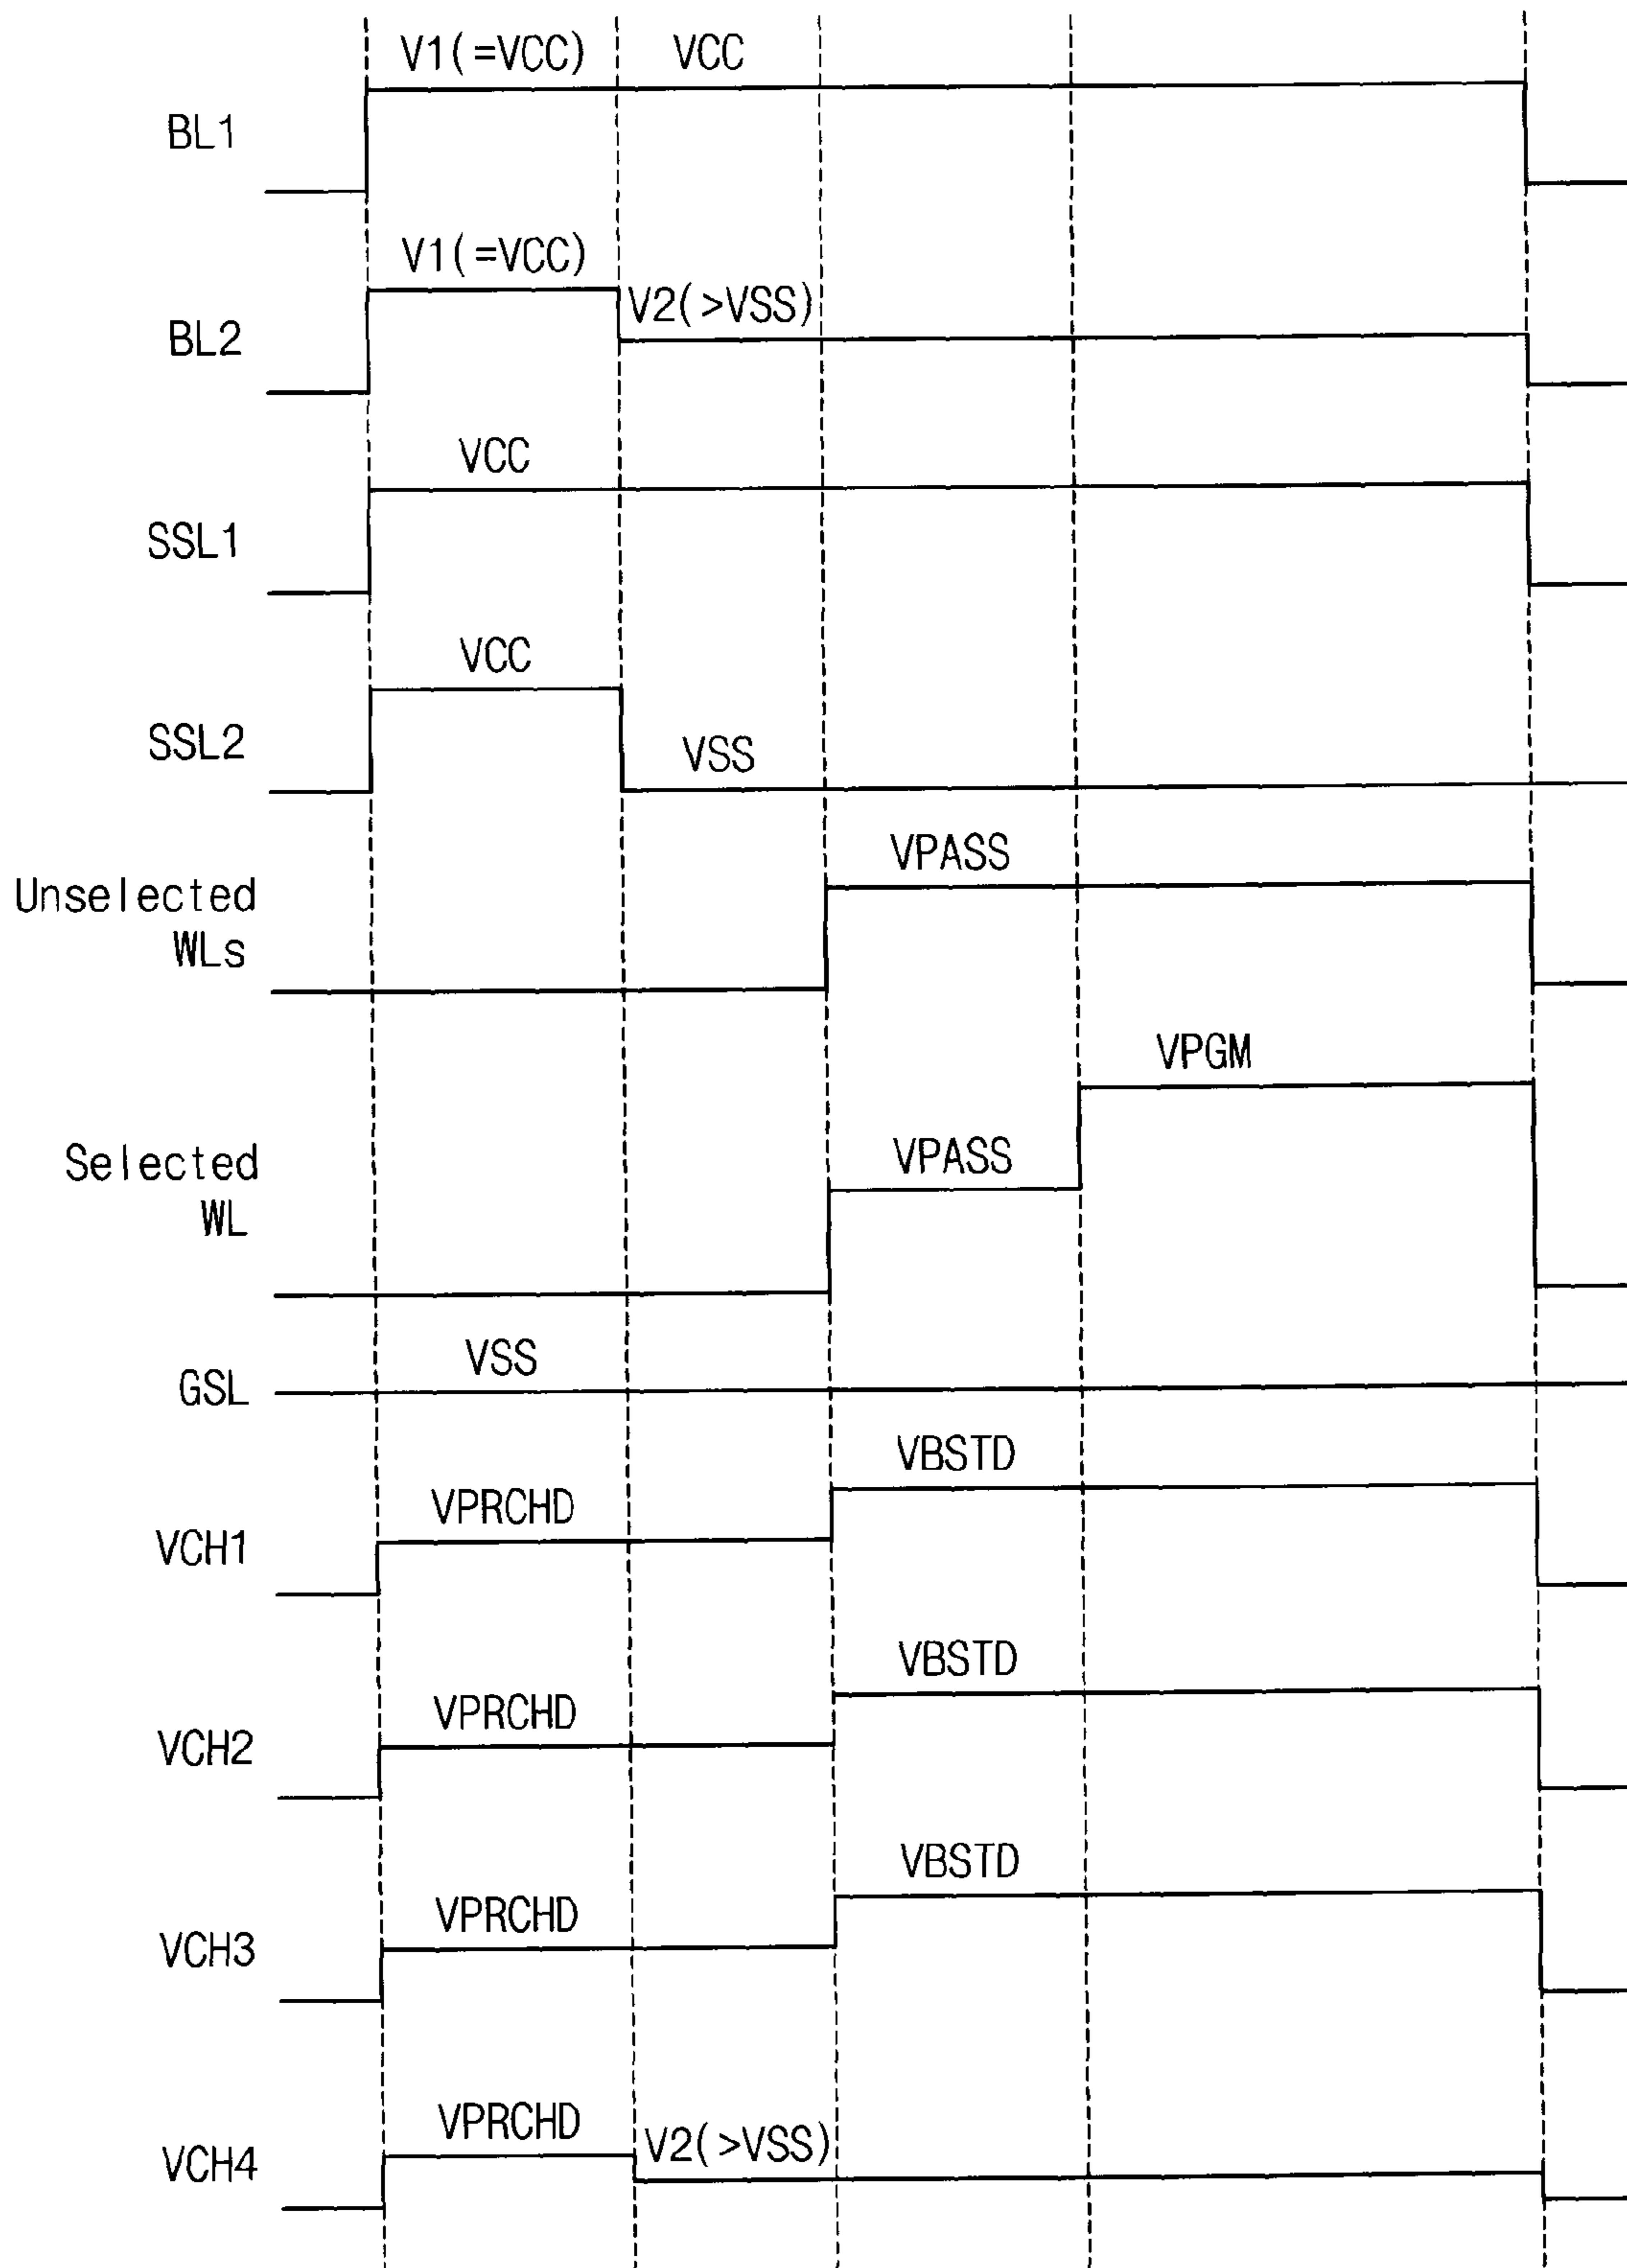 V1(=VCC) VCC
BL1
V1(=VCC)
V2(>VSS)
BL2
VCC
SSL1
VCC
SSL2
VSS
VPASS
Unselected
WLs
VPGM
Selected
WL
VPASS
VSS
GSL
VBSTD
VPRCHD
VCH1
VBSTD
VPRCHD
VCH2
VBSTD
VPRCHD
VCH3
VPRCHD
V2(>VSS)
VCH4